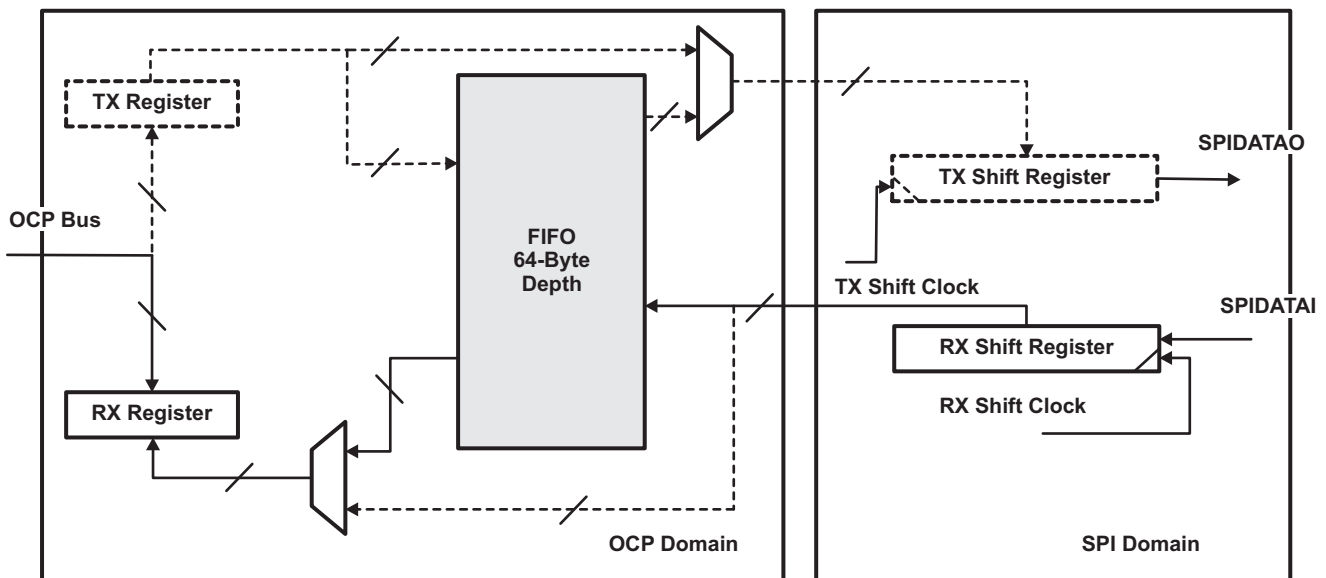 TX Register
SPIDATAO
TX Shift Register
OCP Bus
FIFO
64-Byte
Depth
TX Shift Clock
SPIDATAI
RX Shift Register
RX Register
RX Shift Clock
OCP Domain
SPI Domain